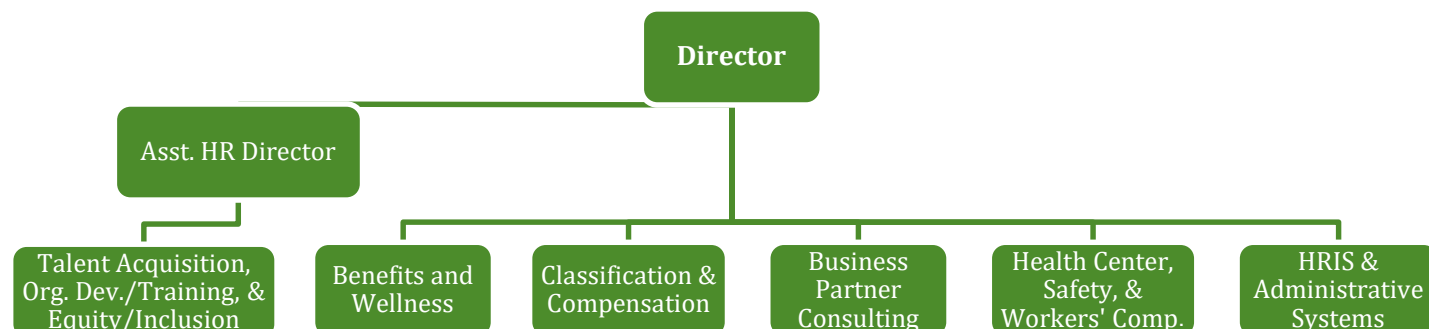 Director
Asst. HR Director
Talent Acquisition,
Org. Dev./Training, &
Equity/Inclusion
Benefits and
Wellness
Classification &
Compensation
Business
Partner
Consulting
Health Center,
Safety, &
Workers' Comp.
HRIS &
Administrative
Systems